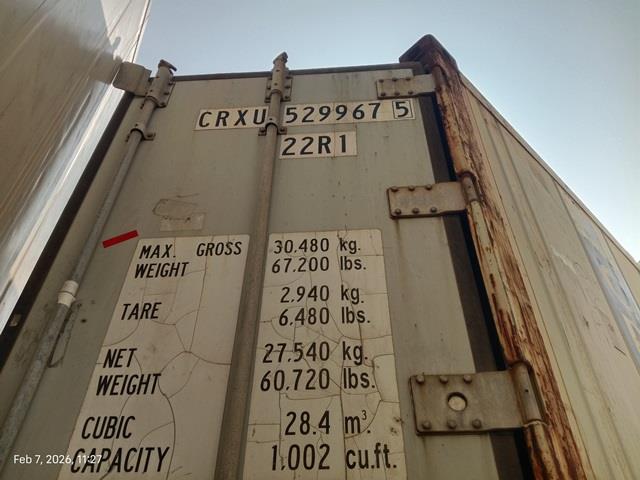 CRXU 529967 5
22R1
MAX. GROSS 30.480 kg.
WEIGHT 67.200 lbs.
TARE 2.940 kg.
6.480 lbs.
NET 27.540 kg.
WEIGHT 60.720 lbs.
CUBIC 28.4 m³.
CAPACITY 1.002 cu.ft.
Feb 7, 2026, 11:27